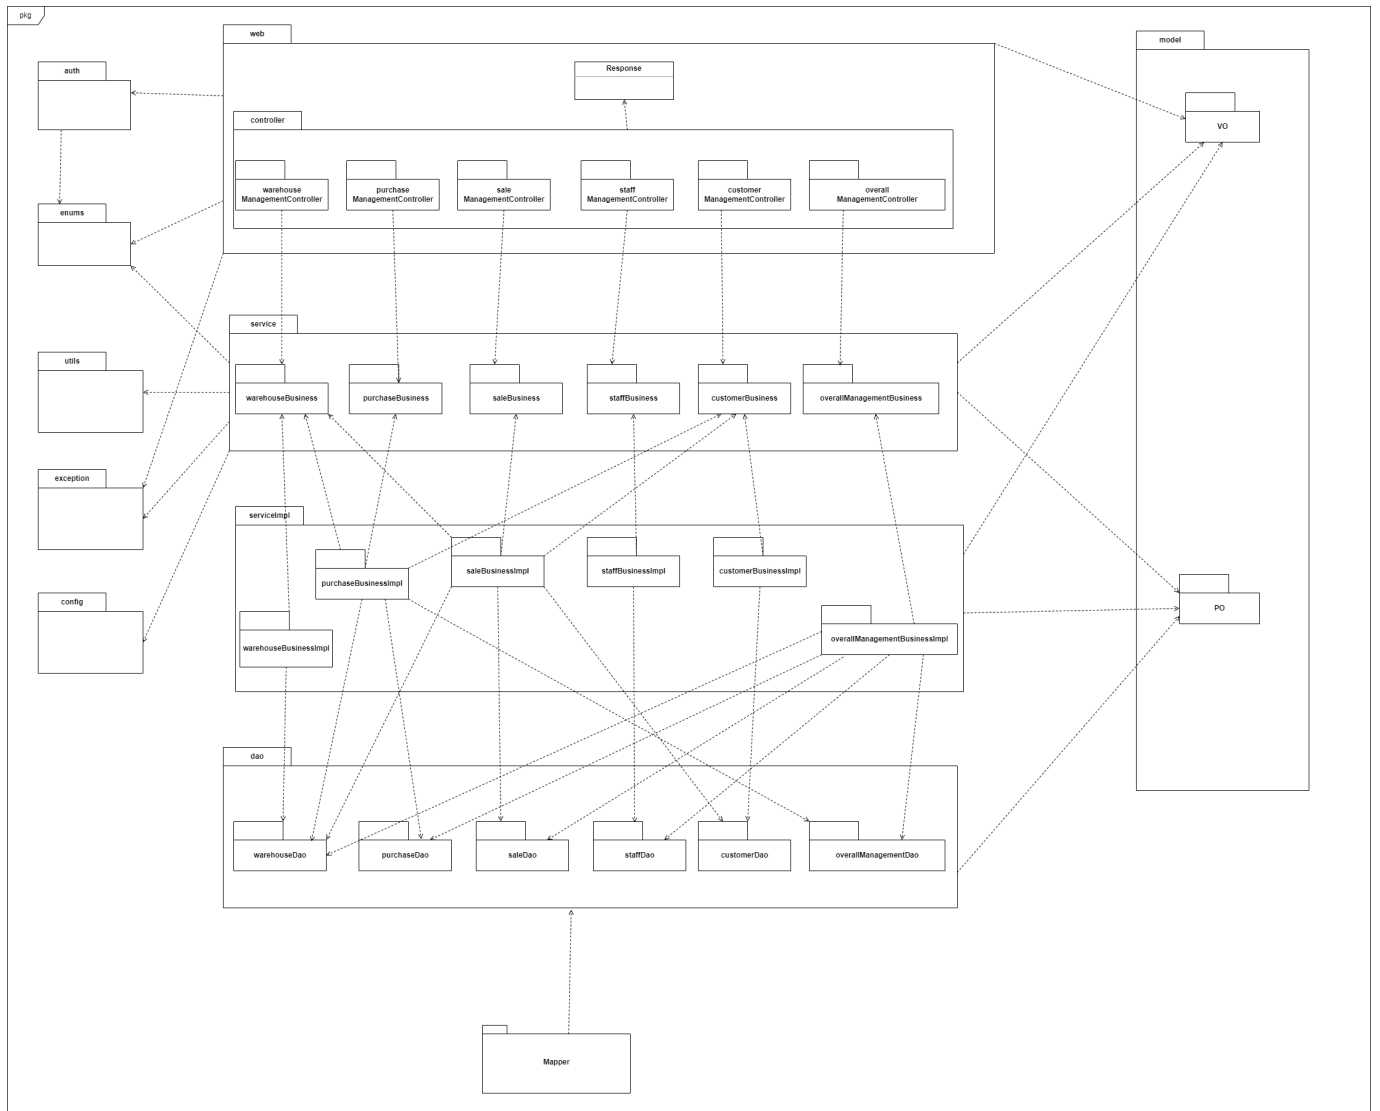 pkg
web
model
auth
Response
VO
controller
warehouse
ManagementController
purchase
ManagementController
sale
ManagementController
staff
ManagementController
customer
ManagementController
overall
ManagementController
enums
service
utils
warehouseBusiness
purchaseBusiness
saleBusiness
staffBusiness
customerBusiness
overallManagementBusiness
exception
serviceImpl
purchaseBusinessImpl
saleBusinessImpl
staffBusinessImpl
customerBusinessImpl
config
PO
warehouseBusinessImpl
overallManagementBusinessImpl
dao
warehouseDao
purchaseDao
saleDao
staffDao
customerDao
overallManagementDao
Mapper